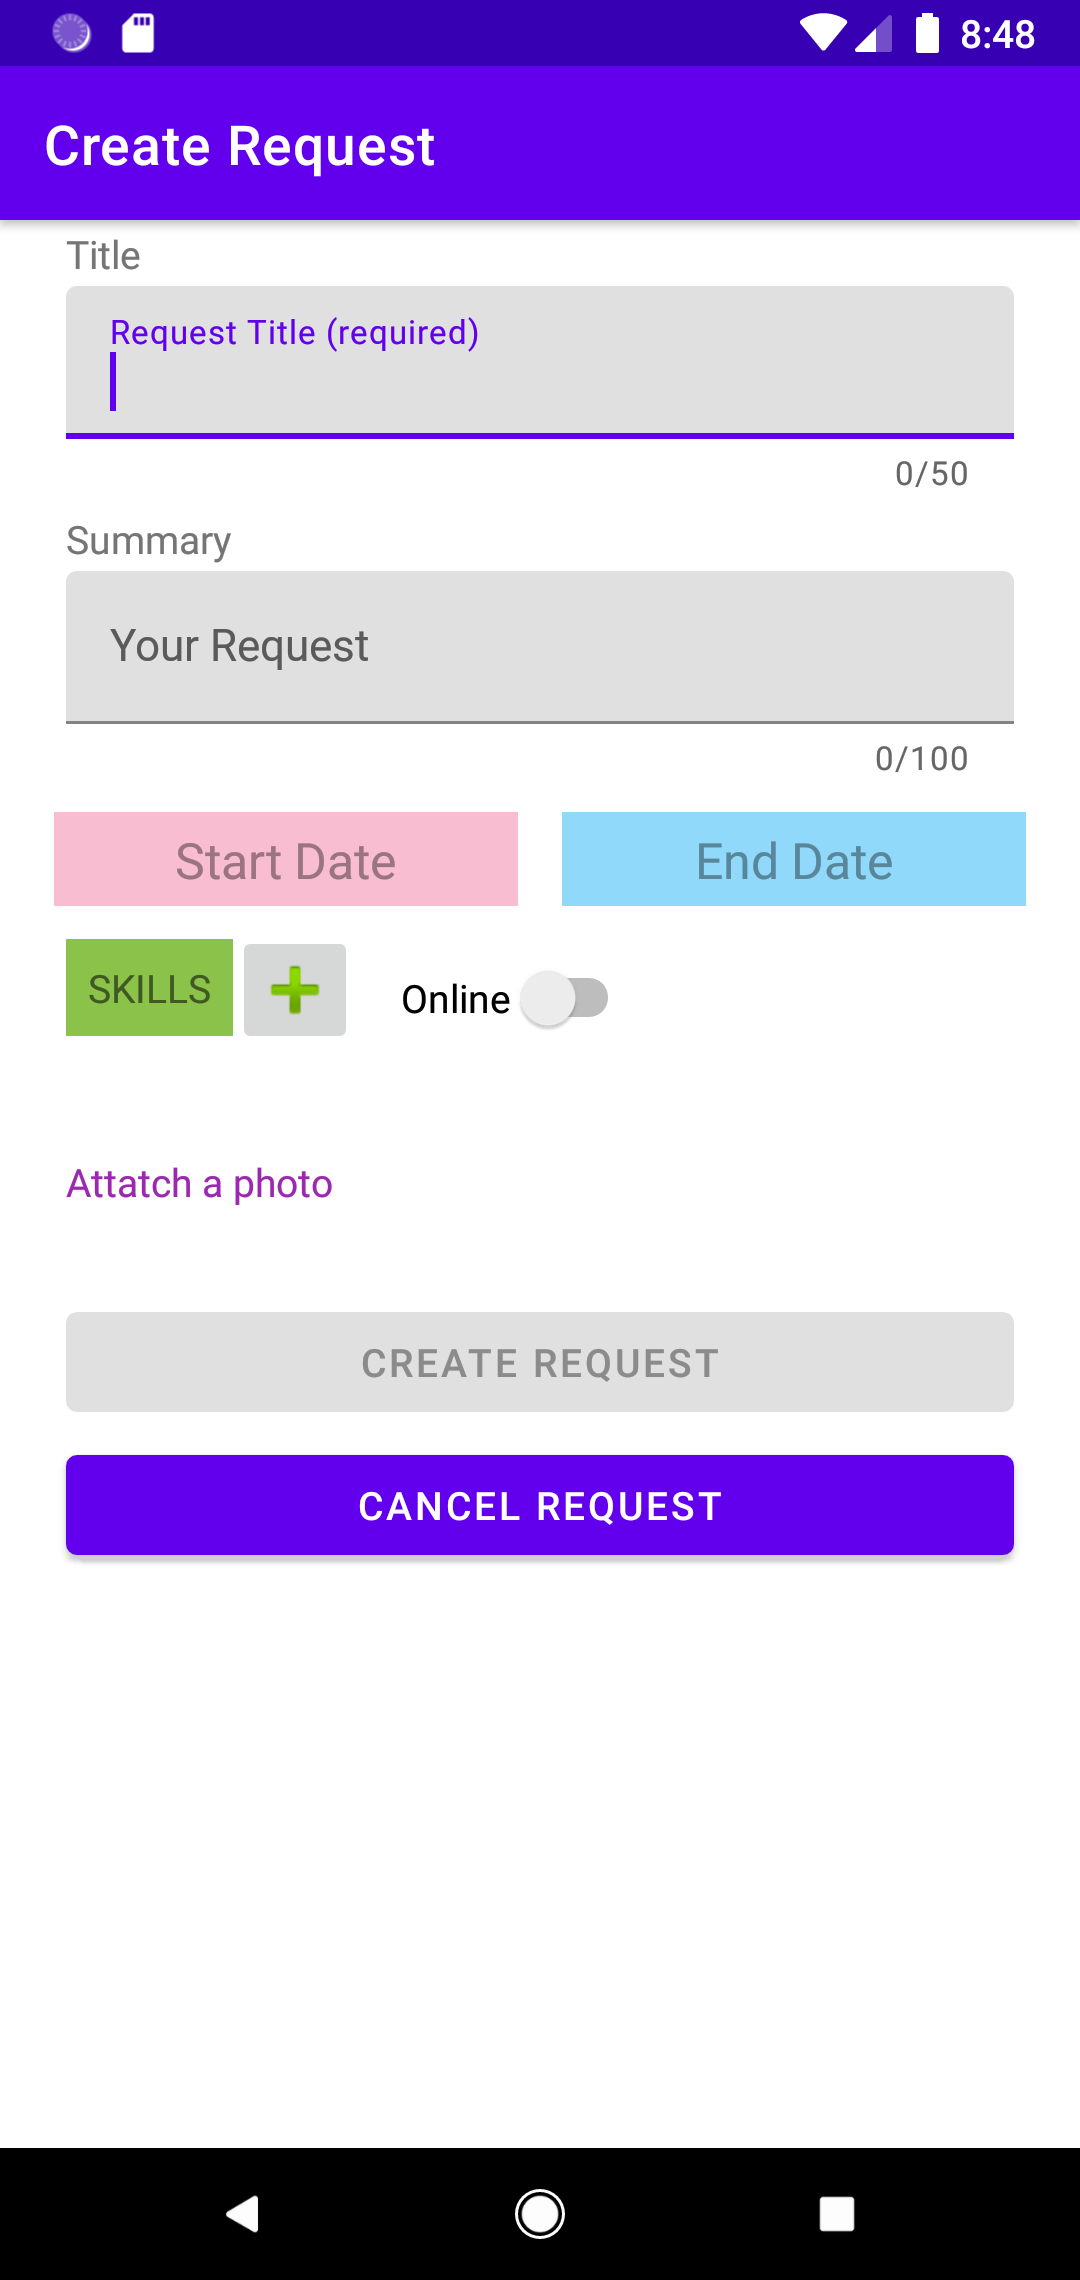 8:48
Create Request
Title
Request Title (required)
0/50
Summary
Your Request
0/100
Start Date End Date
SKILLS Online
Attatch a photo
CREATE REQUEST
CANCEL REQUEST